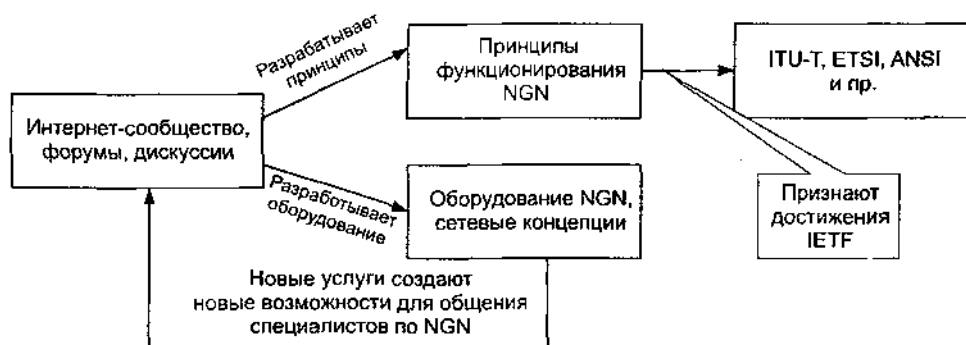 Разрабатывает
принципы
Принципы
функционирования
NGN
ITU-T, ETSI, ANSI
и пр.
Интернет-сообщество,
форумы, дискуссии
Разработывает
оборудование
Оборудование NGN,
сетевые концепции
Признают
достижения
IETF
Новые услуги создают
новые возможности для общения
специалистов по NGN